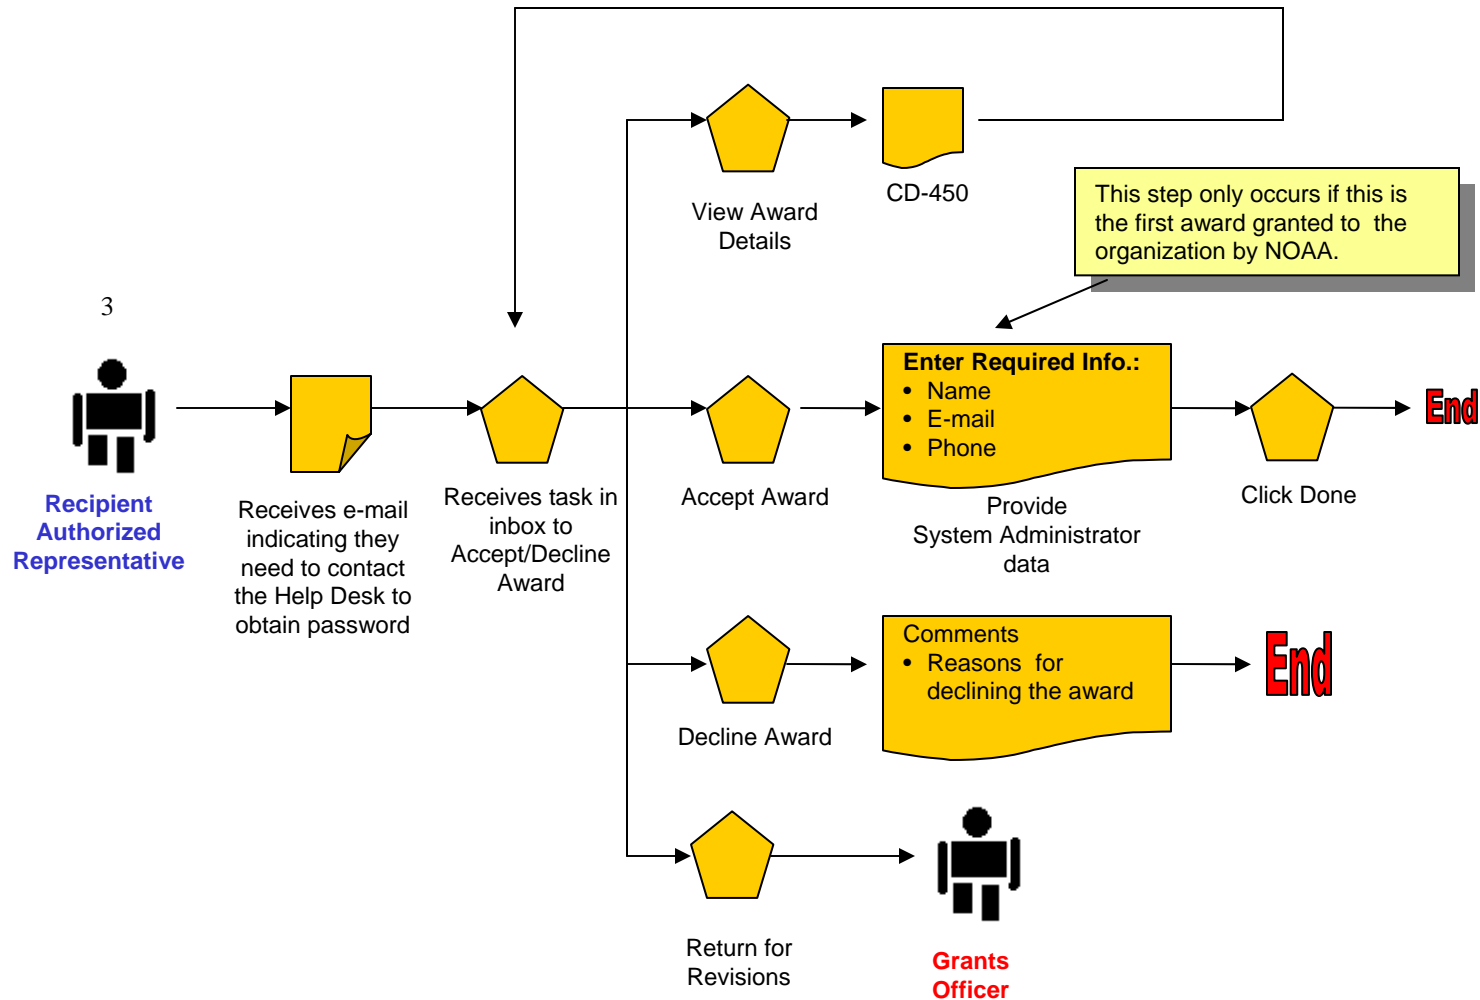 View Award
Details
CD-450
This step only occurs if this is
the first award granted to the
organization by NOAA.
3
Recipient
Authorized
Representative
Receives e-mail
indicating they
need to contact
the Help Desk to
obtain password
Receives task in
inbox to
Accept/Decline
Award
Accept Award
Enter Required Info.:
• Name
• E-mail
• Phone
Provide
System Administrator
data
Click Done
End
Decline Award
Comments
• Reasons for
declining the award
End
Return for
Revisions
Grants
Officer